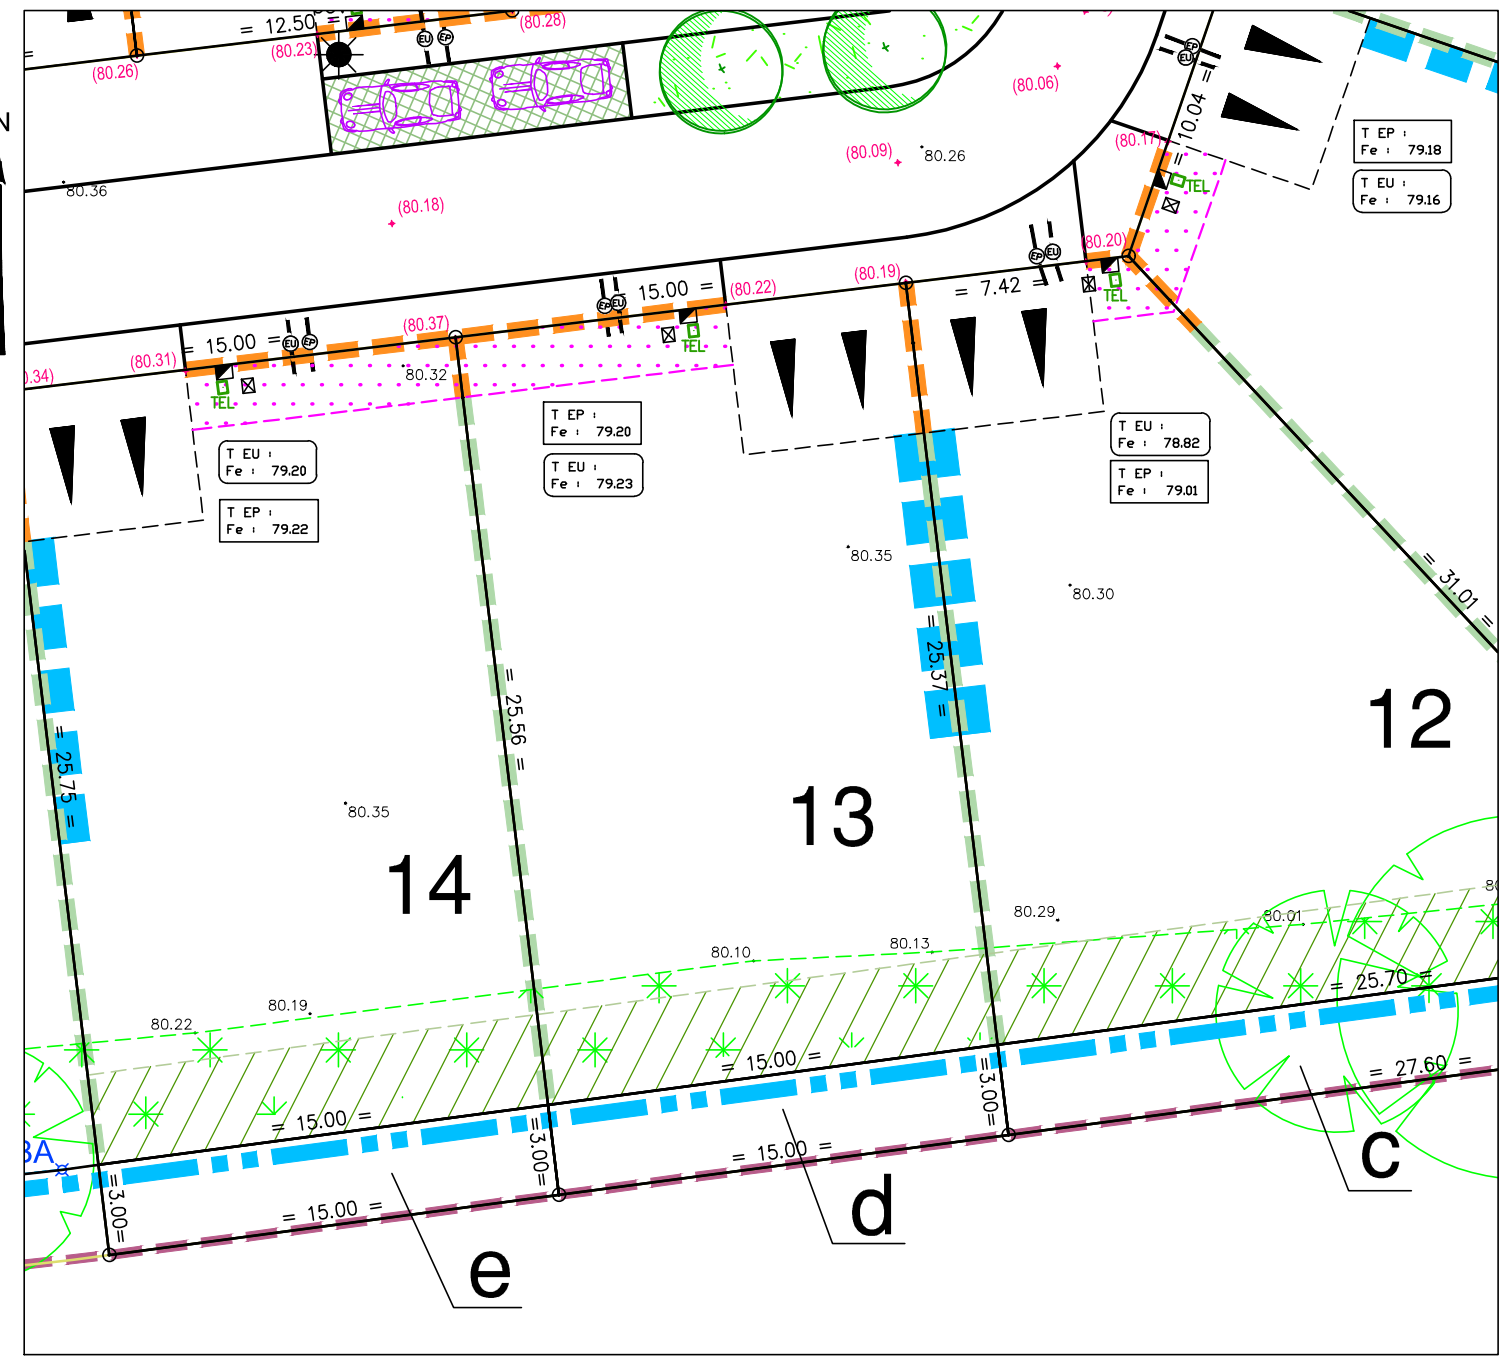 = 12.50 =
(80.28)
(80.23)
EU
EP
(80.26)
(80.06)
EP
EU
= 10.04 =
N
T EP :
Fe : 79.18
(80.17)
(80.09)
80.26
T EU :
Fe : 79.16
TEL
80.36
(80.18)
(80.20)
EP
EU
(80.19)
= 7.42 =
TEL
15.00 =
(80.22)
EP
EU
(80.37)
= 15.00 =
EU
EP
TEL
(80.31)
80.32
TEL
T EP :
Fe : 79.20
T EU :
Fe : 78.82
T EU :
Fe : 79.20
T EU :
Fe : 79.23
T EP :
Fe : 79.01
T EP :
Fe : 79.22
80.35
80.30
= 31.01 =
= 25.37 =
= 25.56 =
= 25.75 =
12
13
14
80.35
80.29
80.01
80.13
80.10
80.19
80.22
= 25.70 =
= 15.00 =
= 15.00 =
= 27.60 =
=3.00=
=3.00=
=3.00=
= 15.00 =
= 15.00 =
c
d
e